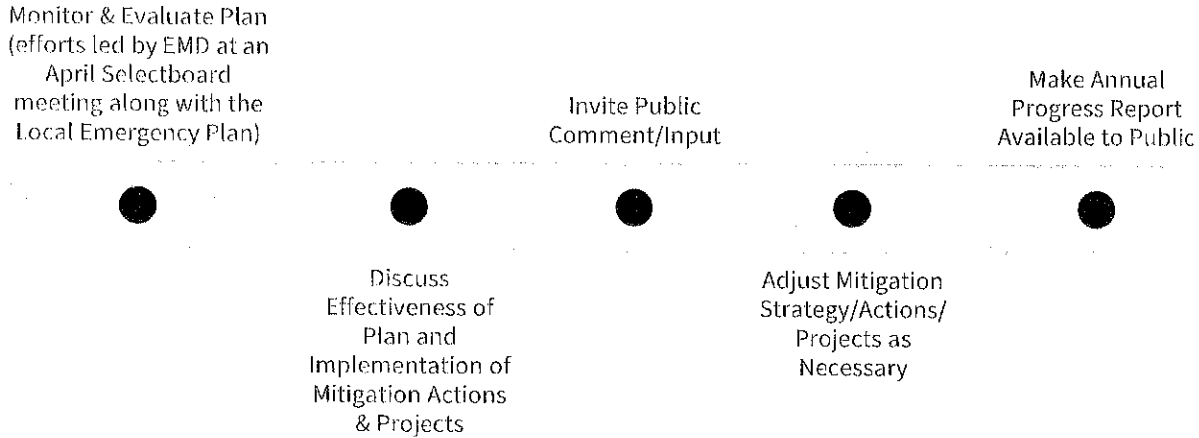 Monitor & Evaluate Plan
(efforts led by EMD at an
April Selectboard
meeting along with the
Local Emergency Plan)
Discuss
Effectiveness of
Plan and
Implementation of
Mitigation Actions
& Projects
Invite Public
Comment/Input
Adjust Mitigation
Strategy/Actions/
Projects as
Necessary
Make Annual
Progress Report
Available to Public